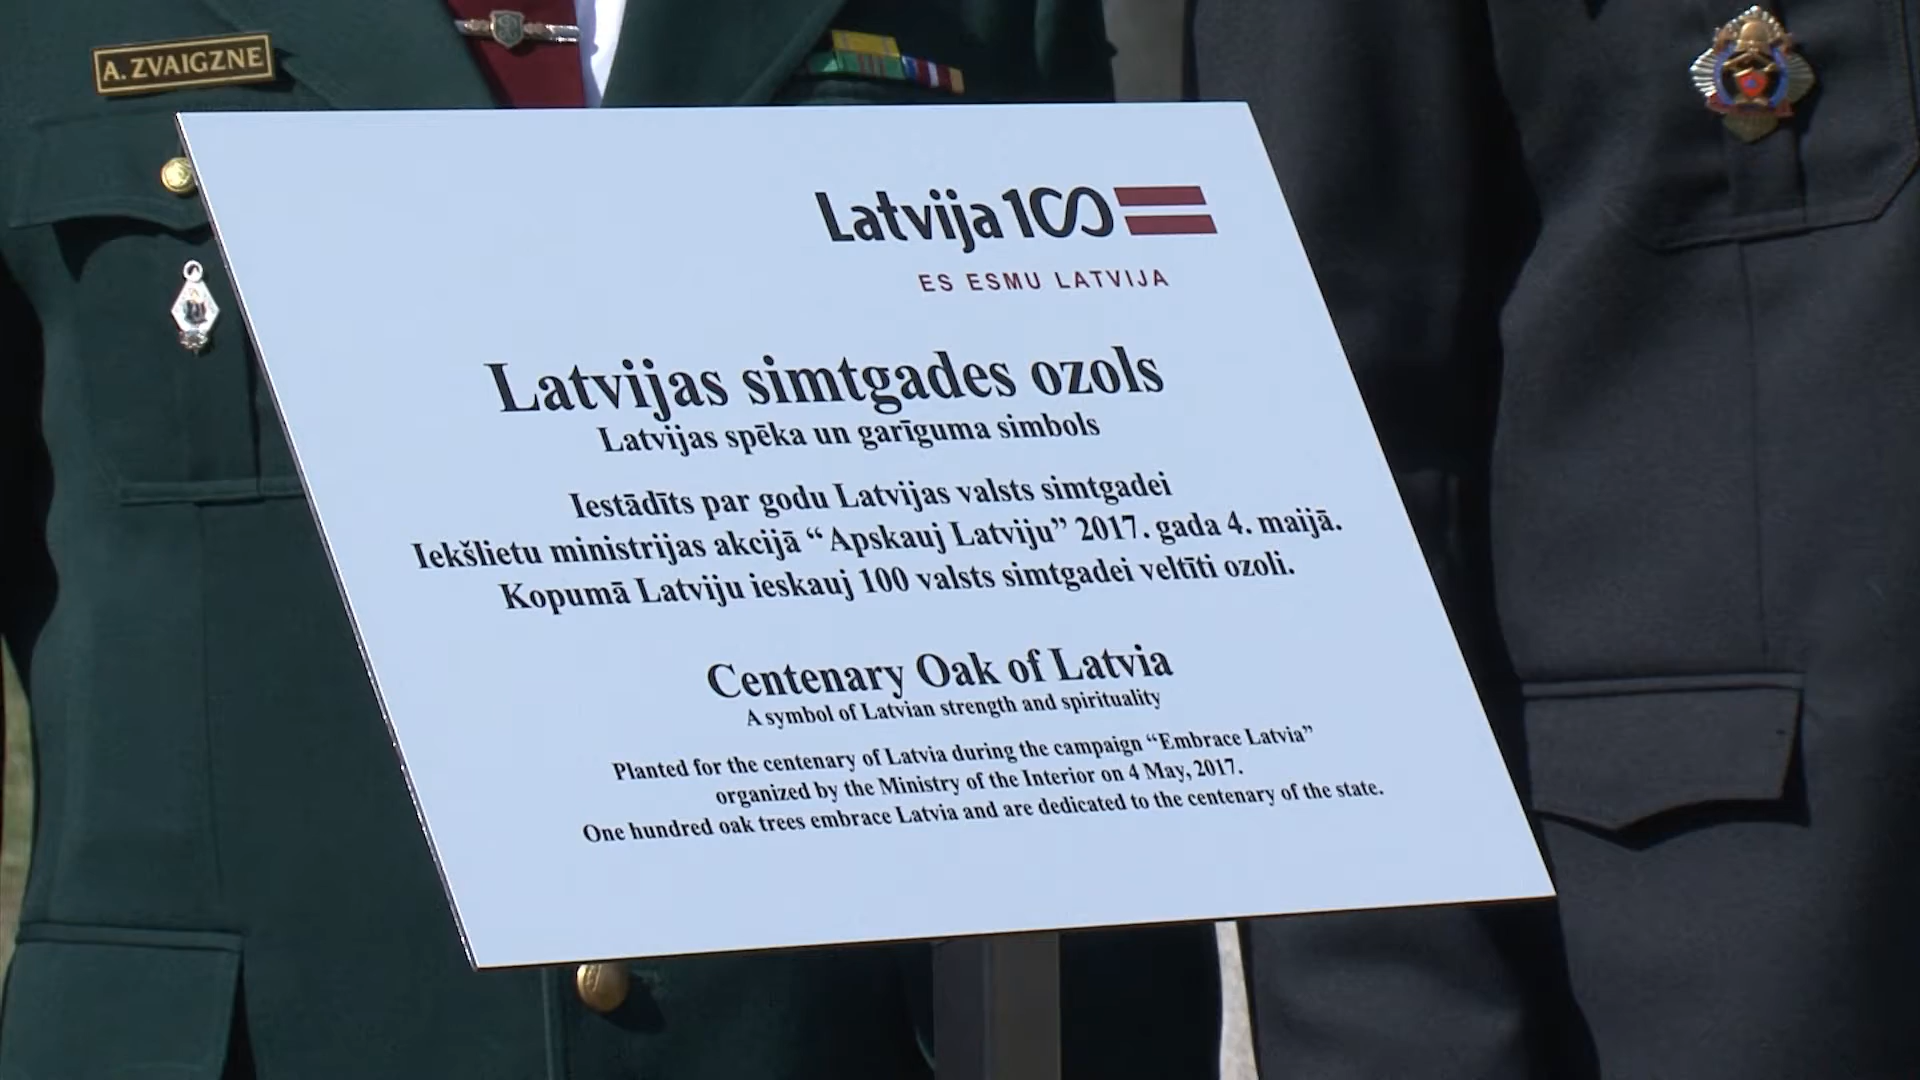 A. ZVAIGZNE
Latvija 100
ES ESMU LATVIJA
Latvijas simtgades ozols
Latvijas spēka un garīguma simbols
Iestādīts par godu Latvijas valsts simtgadei
Iekšlietu ministrijas akcijā “Apskauj Latviju” 2017. gada 4. maijā.
Kopumā Latviju ieskauj 100 valsts simtgadei veltīti ozoli.
Centenary Oak of Latvia
A symbol of Latvian strength and spirituality
Planted for the centenary of Latvia during the campaign “Embrace Latvia”
organized by the Ministry of the Interior on 4 May, 2017.
One hundred oak trees embrace Latvia and are dedicated to the centenary of the state.